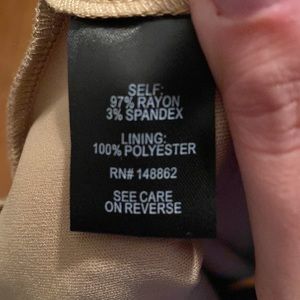 SELF:
97% RAYON
3% SPANDEX
LINING:
100% POLYESTER
RN# 148862
SEE CARE
ON REVERSE